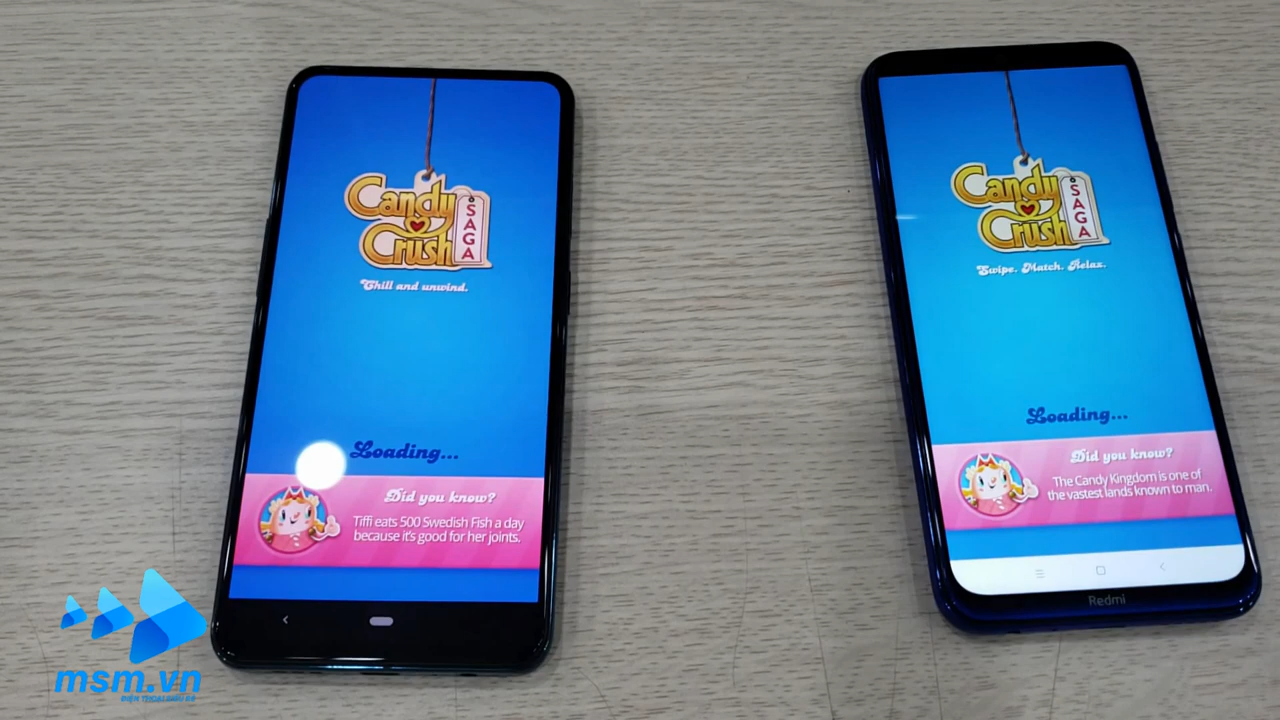 Candy
Crush
SAGA
Chill and unwind.
Loading...
Did you know?
Tiffi eats 500 Swedish Fish a day
because it's good for her joints.
Candy
Crush
SAGA
Swipe. Match. Relax.
Loading...
Did you know?
The Candy Kingdom is one of
the vastest lands known to man.
Redmi
msm.vn